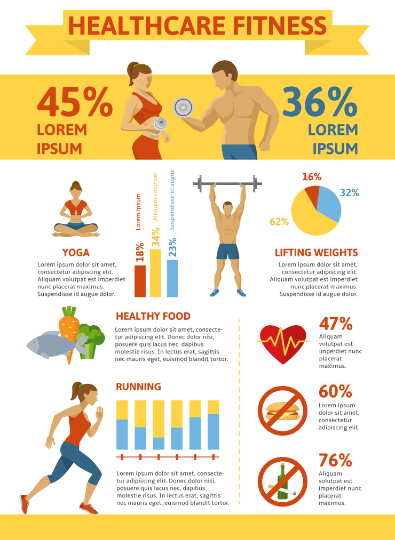 HEALTHCARE FITNESS
45%
LOREM
IPSUM
36%
LOREM
IPSUM
Lorem ipsum
Aliquam volutpat
Suspendisse id augue
18%
34%
23%
16%
32%
62%
YOGA
Lorem ipsum dolor sit amet,
consectetur adipiscing elit.
Aliquam volutpat est imperdiet
nunc placerat maximus.
Suspendisse id augue dolor.
LIFTING WEIGHTS
Lorem ipsum dolor sit amet,
consectetur adipiscing elit.
Aliquam volutpat est imperdiet
nunc placerat maximus.
Suspendisse id augue dolor.
HEALTHY FOOD
Lorem ipsum dolor sit amet, consecte-
tur adipiscing elit. Donec dolor nisi,
posuere quis lacus nec, dapibus
molestie risus. In lectus erat, sagittis
nunc mauris eget, euismod blandit tortor.
RUNNING
Lorem ipsum dolor sit amet, consecte-
tur adipiscing elit. Donec dolor nisi,
posuere quis lacus nec, dapibus
molestie risus. In lectus erat, sagittis
nunc mauris eget, euismod blandit tortor.
47%
Aliquam
volutpat est
imperdiet nunc
placerat
maximus.
60%
Lorem ipsum
dolor sit amet,
consectetur
adipiscing elit.
76%
Aliquam
volutpat est
imperdiet nunc
placerat
maximus.